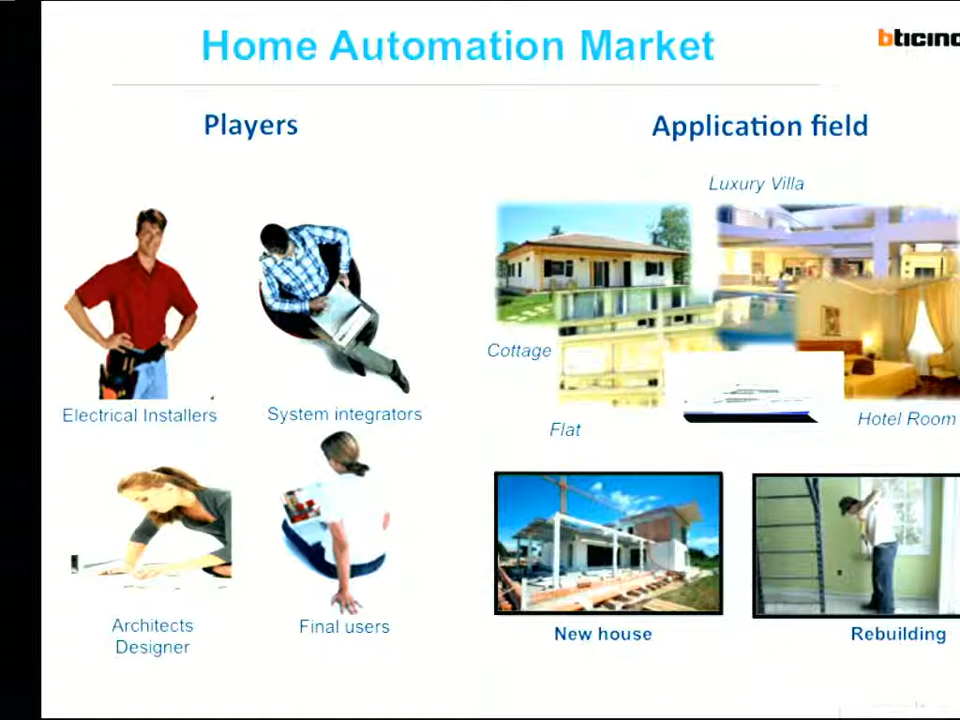 Home Automation Market
bticino
Players
Application field
Luxury Villa
Cottage
Flat
Hotel Room
Electrical Installers
System integrators
Architects
Designer
Final users
New house
Rebuilding